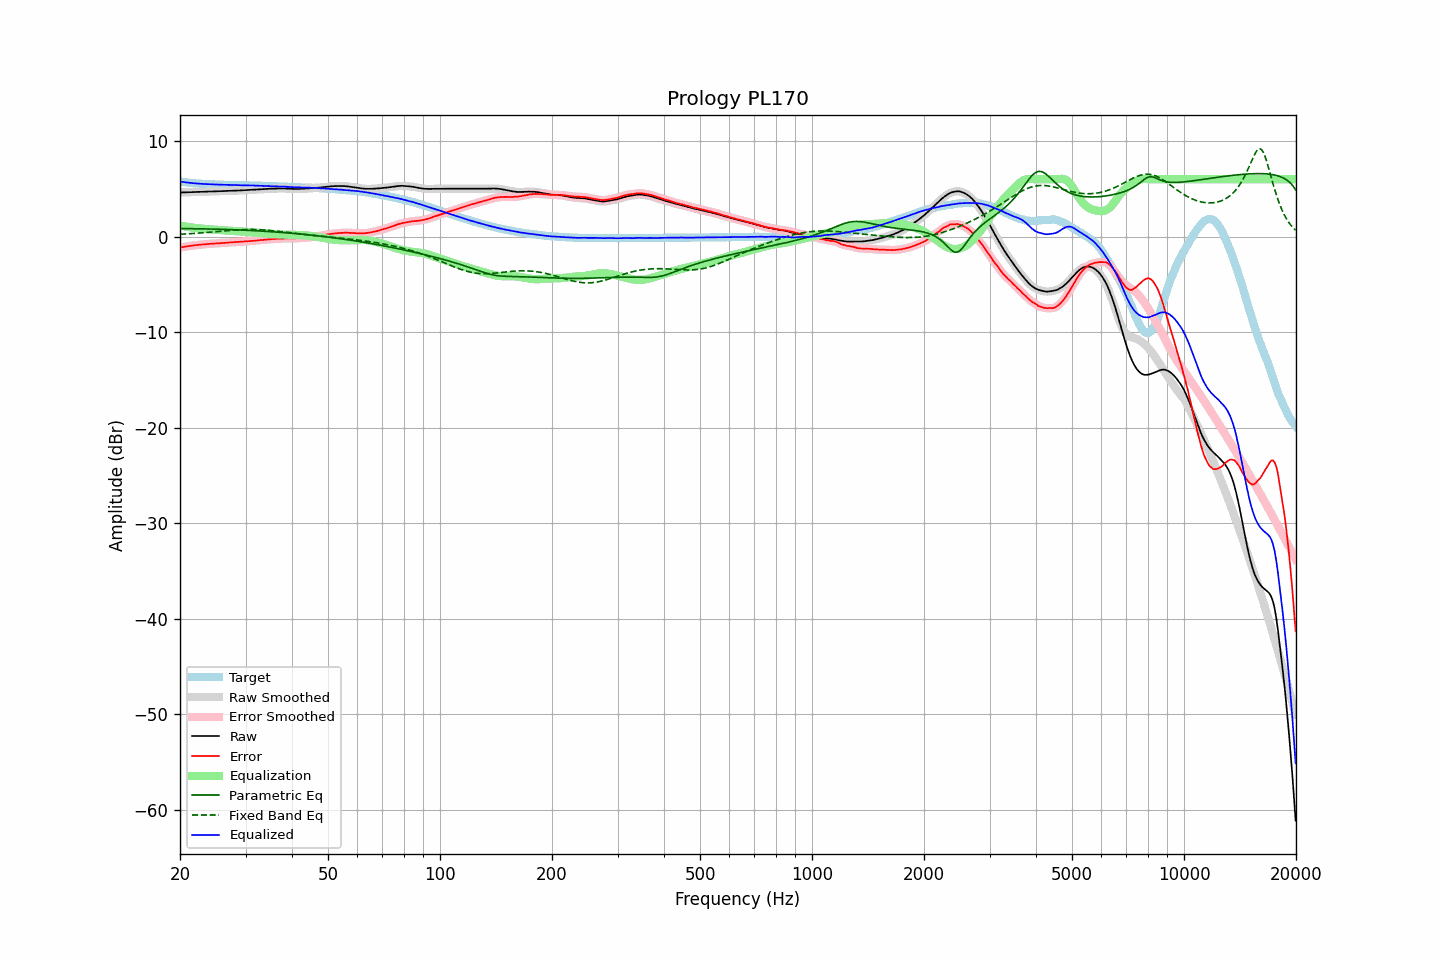 Prology PL170
10
0
−10
−20
−30
−40
−50
−60
Amplitude (dBr)
Target
Raw Smoothed
Error Smoothed
Raw
Error
Equalization
Parametric Eq
Fixed Band Eq
Equalized
20 50 100 200 500 1000 2000 5000 10000 20000
Frequency (Hz)